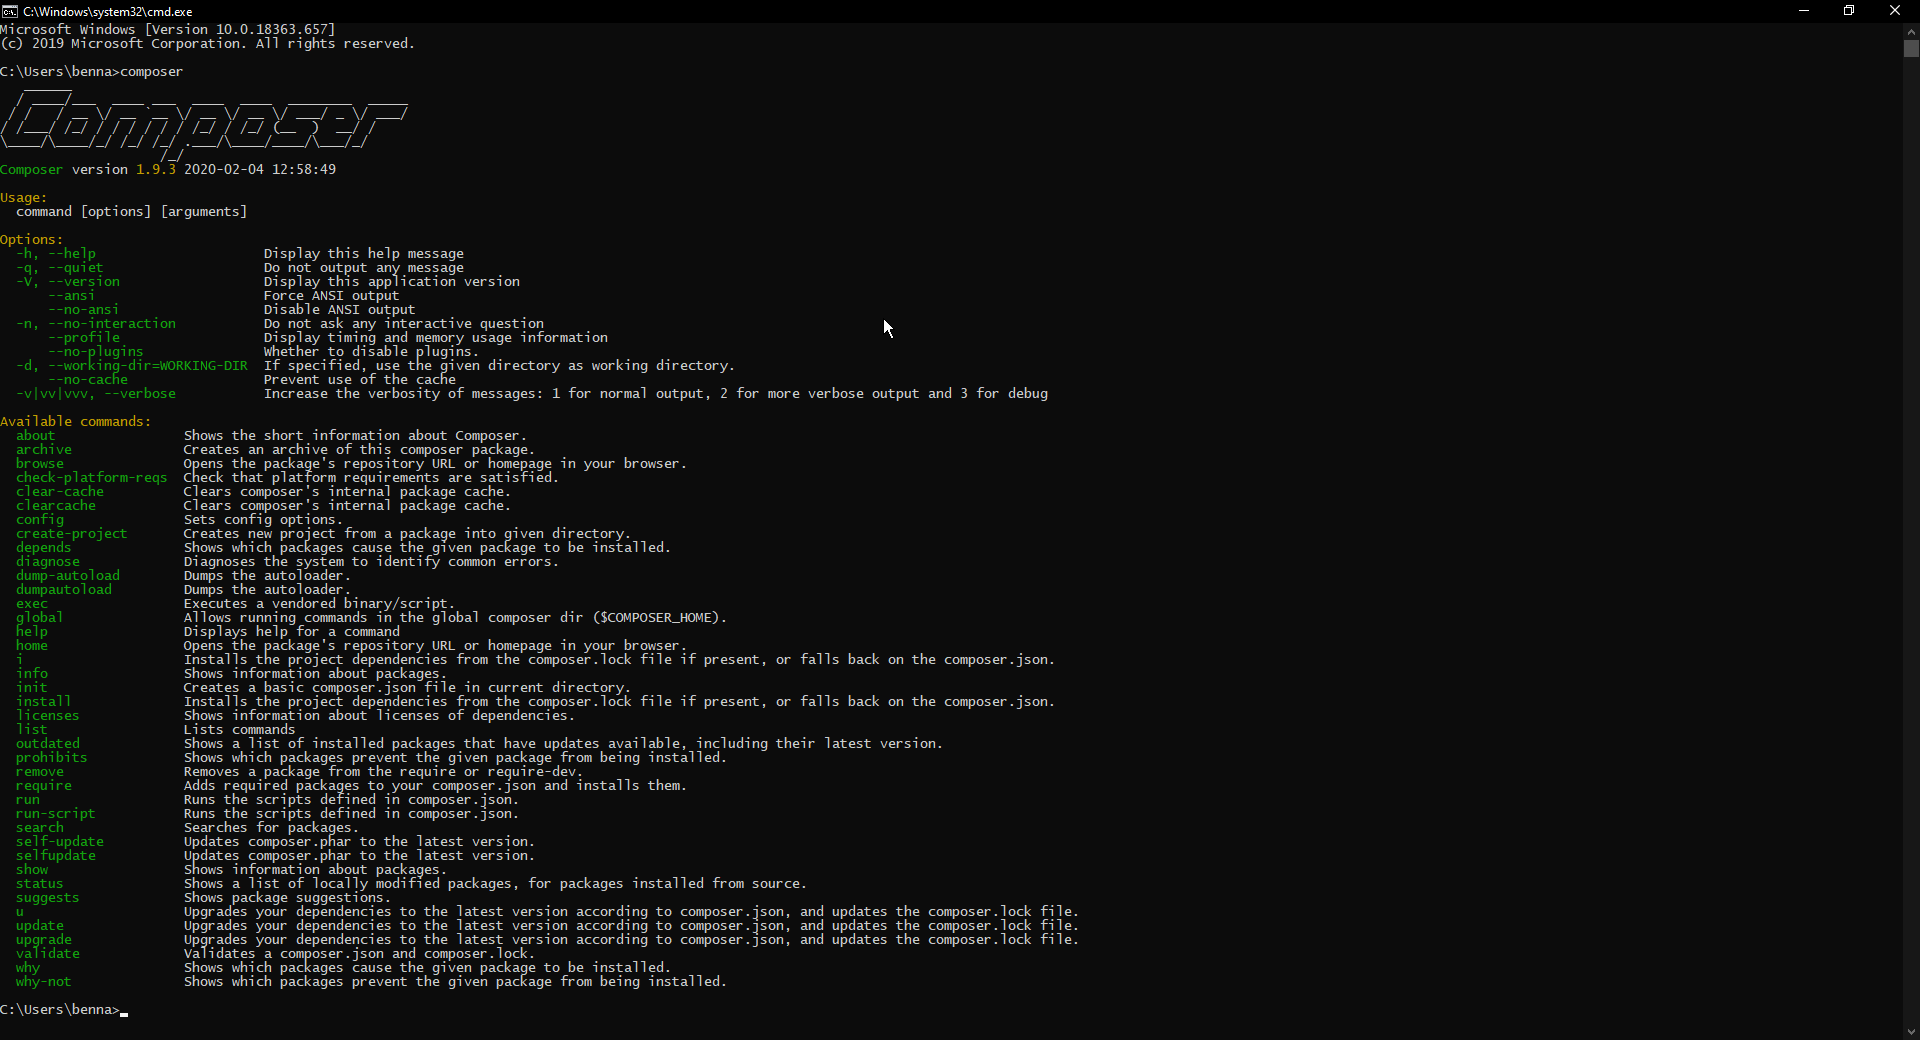 C:\Windows\system32\cmd.exe
Microsoft Windows [Version 10.0.18363.657]
(c) 2019 Microsoft Corporation. All rights reserved.
C:\Users\benna>composer
Composer
Composer version 1.9.3 2020-02-04 12:58:49
Usage:
command [options] [arguments]
Options:
-h, --help Display this help message
-q, --quiet Do not output any message
-V, --version Display this application version
--ansi Force ANSI output
--no-ansi Disable ANSI output
-n, --no-interaction Do not ask any interactive question
--profile Display timing and memory usage information
--no-plugins Whether to disable plugins.
-d, --working-dir=WORKING-DIR If specified, use the given directory as working directory.
--no-cache Prevent use of the cache
-v|vv|vvv, --verbose Increase the verbosity of messages: 1 for normal output, 2 for more verbose output and 3 for debug
Available commands:
about Shows the short information about Composer.
archive Creates an archive of this composer package.
browse Opens the package's repository URL or homepage in your browser.
check-platform-reqs Check that platform requirements are satisfied.
clear-cache Clears composer's internal package cache.
clearcache Clears composer's internal package cache.
config Sets config options.
create-project Creates new project from a package into given directory.
depends Shows which packages cause the given package to be installed.
diagnose Diagnoses the system to identify common errors.
dump-autoload Dumps the autoloader.
dumpautoload Dumps the autoloader.
exec Executes a vendored binary/script.
global Allows running commands in the global composer dir ($COMPOSER_HOME).
help Displays help for a command
home Opens the package's repository URL or homepage in your browser.
i Installs the project dependencies from the composer.lock file if present, or falls back on the composer.json.
info Shows information about packages.
init Creates a basic composer.json file in current directory.
install Installs the project dependencies from the composer.lock file if present, or falls back on the composer.json.
licenses Shows information about licenses of dependencies.
list Lists commands
outdated Shows a list of installed packages that have updates available, including their latest version.
prohibits Shows which packages prevent the given package from being installed.
remove Removes a package from the require or require-dev.
require Adds required packages to your composer.json and installs them.
run Runs the scripts defined in composer.json.
run-script Runs the scripts defined in composer.json.
search Searches for packages.
self-update Updates composer.phar to the latest version.
selfupdate Updates composer.phar to the latest version.
show Shows information about packages.
status Shows a list of locally modified packages, for packages installed from source.
suggests Shows package suggestions.
u Upgrades your dependencies to the latest version according to composer.json, and updates the composer.lock file.
update Upgrades your dependencies to the latest version according to composer.json, and updates the composer.lock file.
upgrade Upgrades your dependencies to the latest version according to composer.json, and updates the composer.lock file.
validate Validates a composer.json and composer.lock.
why Shows which packages cause the given package to be installed.
why-not Shows which packages prevent the given package from being installed.
C:\Users\benna>